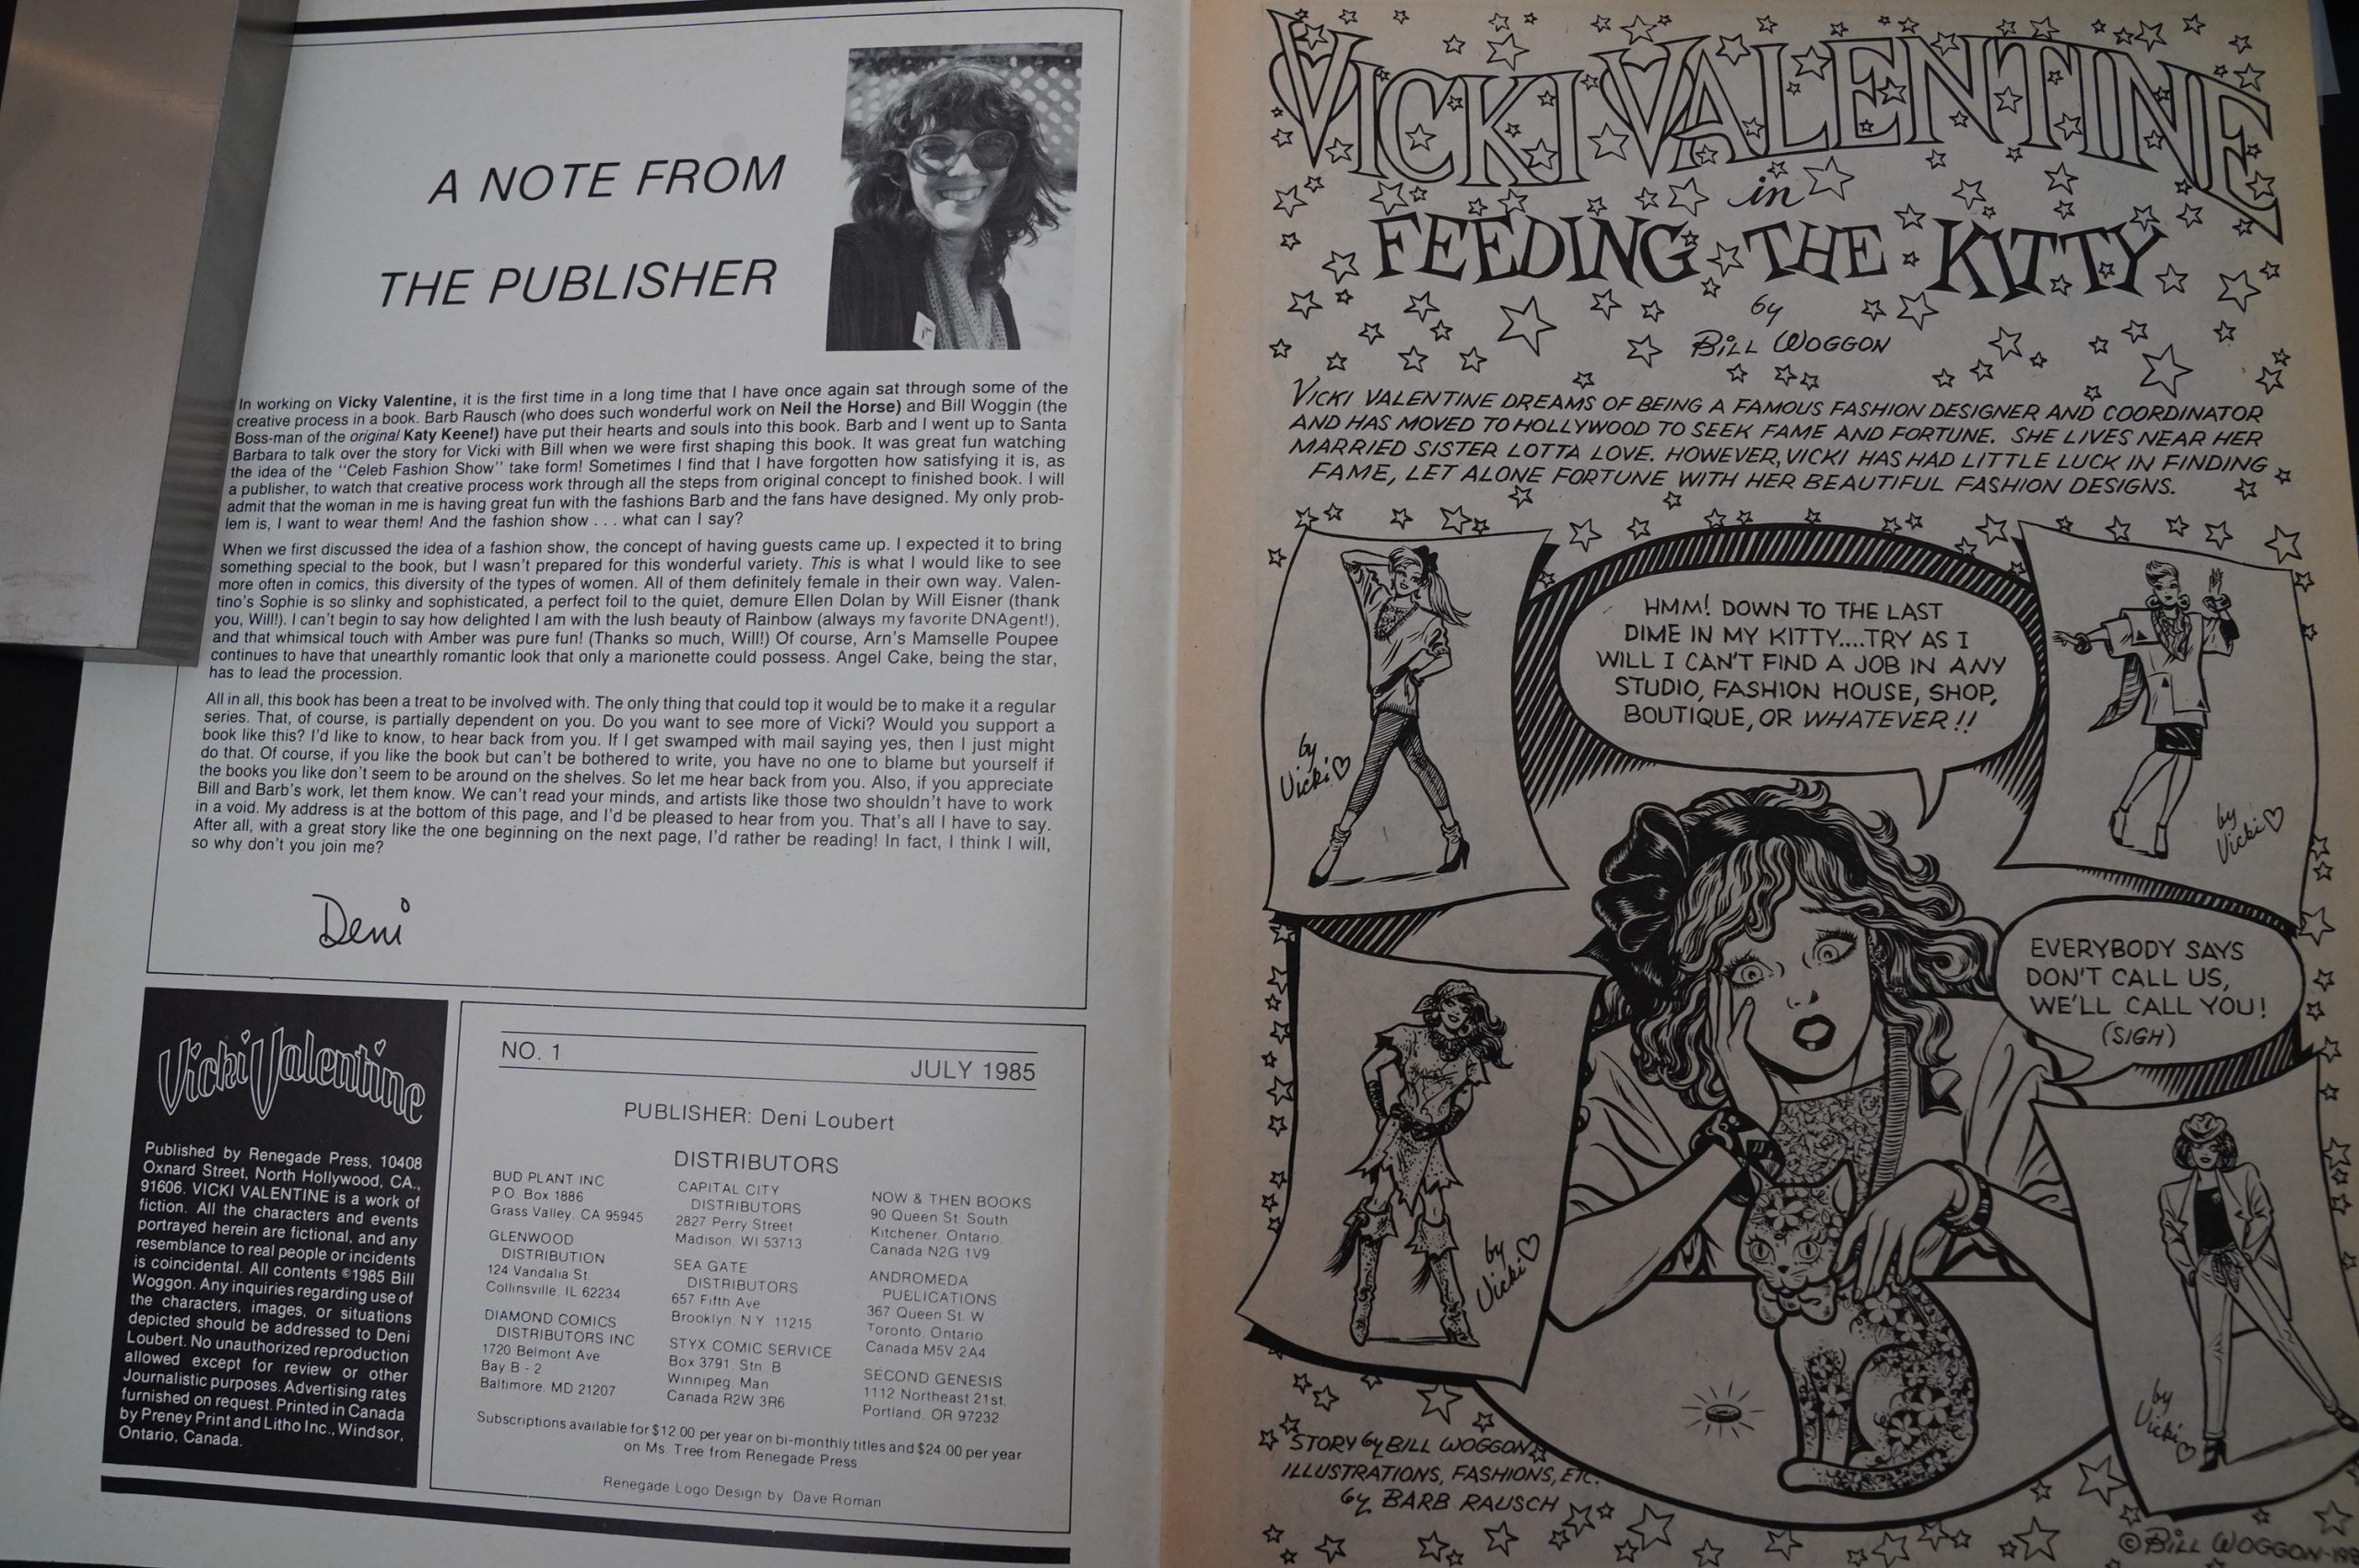 A NOTE FROM
THE PUBLISHER
In working on Vicky Valentine, it is the first time in a long time that I have once again sat through some of the
creative process in a book. Barb Rausch (who does such wonderful work on Neil the Horse) and Bill Woggin (the
Boss-man of the original Katy Keene!) have put their hearts and souls into this book. Barb and I went up to Santa
Barbara to talk over the story for Vicki with Bill when we were first shaping this book. It was great fun watching
the idea of the "Celeb Fashion Show" take form! Sometimes I find that I have forgotten how satisfying it is, as
a publisher, to watch that creative process work through all the steps from original concept to finished book. I will
admit that the woman in me is having great fun with the fashions Barb and the fans have designed. My only prob-
lem is, I want to wear them! And the fashion show . . . what can I say?
When we first discussed the idea of a fashion show, the concept of having guests came up. I expected it to bring
something special to the book, but I wasn't prepared for this wonderful variety. This is what I would like to see
more often in comics, this diversity of the types of women. All of them definitely female in their own way. Valen-
tino's Sophie is so slinky and sophisticated, a perfect foil to the quiet, demure Ellen Dolan by Will Eisner (thank
you, Will!). I can't begin to say how delighted I am with the lush beauty of Rainbow (always my favorite DNAgent!),
and that whimsical touch with Amber was pure fun! (Thanks so much, Will!) Of course, Arn's Mamselle Poupee
continues to have that unearthly romantic look that only a marionette could possess. Angel Cake, being the star,
has to lead the procession.
All in all, this book has been a treat to be involved with. The only thing that could top it would be to make it a regular
series. That, of course, is partially dependent on you. Do you want to see more of Vicki? Would you support a
book like this? I'd like to know, to hear back from you. If I get swamped with mail saying yes, then I just might
do that. Of course, if you like the book but can't be bothered to write, you have no one to blame but yourself if
the books you like don't seem to be around on the shelves. So let me hear back from you. Also, if you appreciate
Bill and Barb's work, let them know. We can't read your minds, and artists like those two shouldn't have to work
in a void. My address is at the bottom of this page, and I'd be pleased to hear from you. That's all I have to say.
After all, with a great story like the one beginning on the next page, I'd rather be reading! In fact, I think I will,
so why don't you join me?
Deni
Vicki Valentine
Published by Renegade Press, 10408
Oxnard Street, North Hollywood, CA.,
91606. VICKI VALENTINE is a work of
fiction. All the characters and events
portrayed herein are fictional, and any
resemblance to real people or incidents
is coincidental. All contents ©1985 Bill
Woggon. Any inquiries regarding use of
the characters, images, or situations
depicted should be addressed to Deni
Loubert. No unauthorized reproduction
allowed except for review or other
Journalistic purposes. Advertising rates
furnished on request. Printed in Canada
by Preney Print and Litho Inc., Windsor,
Ontario, Canada.
NO. 1
JULY 1985
PUBLISHER: Deni Loubert
DISTRIBUTORS
BUD PLANT INC
P.O. Box 1886
Grass Valley, CA 95945
GLENWOOD
DISTRIBUTION
124 Vandalia St.
Collinsville, IL 62234
DIAMOND COMICS
DISTRIBUTORS INC
1720 Belmont Ave
Bay B - 2
Baltimore, MD 21207
CAPITAL CITY
DISTRIBUTORS
2827 Perry Street
Madison, WI 53713
SEA GATE
DISTRIBUTORS
657 Fifth Ave
Brooklyn, N.Y. 11215
STYX COMIC SERVICE
Box 3791, Stn. B
Winnipeg, Man
Canada R2W 3R6
NOW & THEN BOOKS
90 Queen St. South
Kitchener, Ontario,
Canada N2G 1V9
ANDROMEDA
PUBLICATIONS
367 Queen St. W
Toronto, Ontario
Canada M5V 2A4
SECOND GENESIS
1112 Northeast 21st.
Portland, OR 97232
Subscriptions available for $12.00 per year on bi-monthly titles and $24.00 per year
on Ms. Tree from Renegade Press
Renegade Logo Design by Dave Roman
VICKI VALENTINE
in
FEEDING THE KITTY
by
BILL WOGGON
VICKI VALENTINE DREAMS OF BEING A FAMOUS FASHION DESIGNER AND COORDINATOR
AND HAS MOVED TO HOLLYWOOD TO SEEK FAME AND FORTUNE. SHE LIVES NEAR HER
MARRIED SISTER LOTTA LOVE. HOWEVER, VICKI HAS HAD LITTLE LUCK IN FINDING
FAME, LET ALONE FORTUNE WITH HER BEAUTIFUL FASHION DESIGNS.
HMM! DOWN TO THE LAST
DIME IN MY KITTY....TRY AS I
WILL I CAN'T FIND A JOB IN ANY
STUDIO, FASHION HOUSE, SHOP,
BOUTIQUE, OR WHATEVER!!
by
Vicki♡
by
Vicki♡
EVERYBODY SAYS
DON'T CALL US,
WE'LL CALL YOU!
(SIGH)
by
Vicki♡
by
Vicki♡
STORY by BILL WOGGON
ILLUSTRATIONS, FASHIONS, ETC.
by BARB RAUSCH
©BILL WOGGON